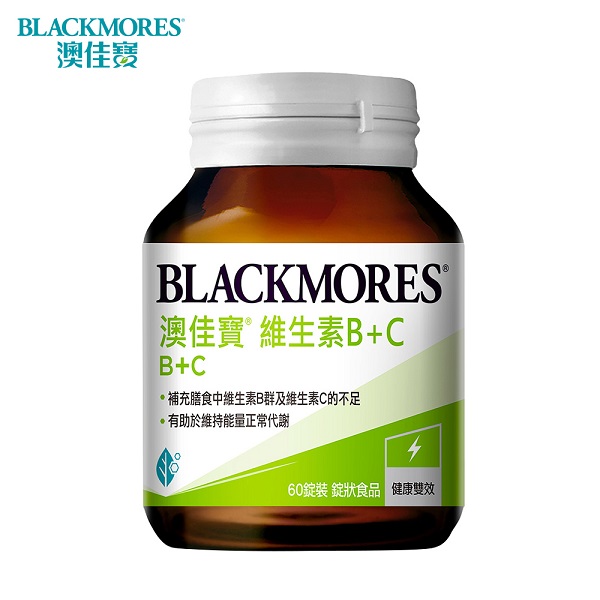 BLACKMORES®
澳佳寶
BLACKMORES®
澳佳寶® 維生素B+C
B+C
• 補充膳食中維生素B群及維生素C的不足
• 有助於維持能量正常代謝
60錠裝 錠狀食品
健康雙效